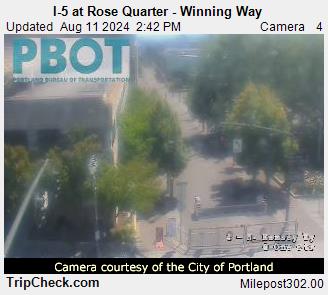 I-5 at Rose Quarter - Winning Way
Updated Aug 11 2024 2:42 PM Camera 4
PBOT
PORTLAND BUREAU OF TRANSPORTATION
Camera courtesy of the City of Portland
TripCheck.com Milepost302.00